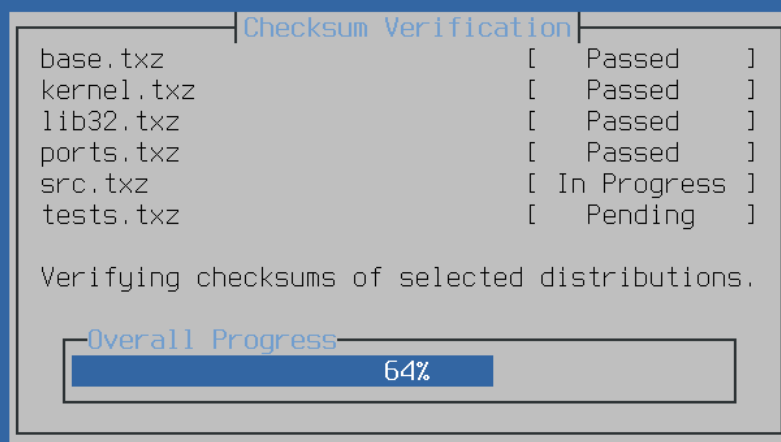 Checksum Verification
base.txz [ Passed ]
kernel.txz [ Passed ]
lib32.txz [ Passed ]
ports.txz [ Passed ]
src.txz [ In Progress ]
tests.txz [ Pending ]
Verifying checksums of selected distributions.
Overall Progress
64%